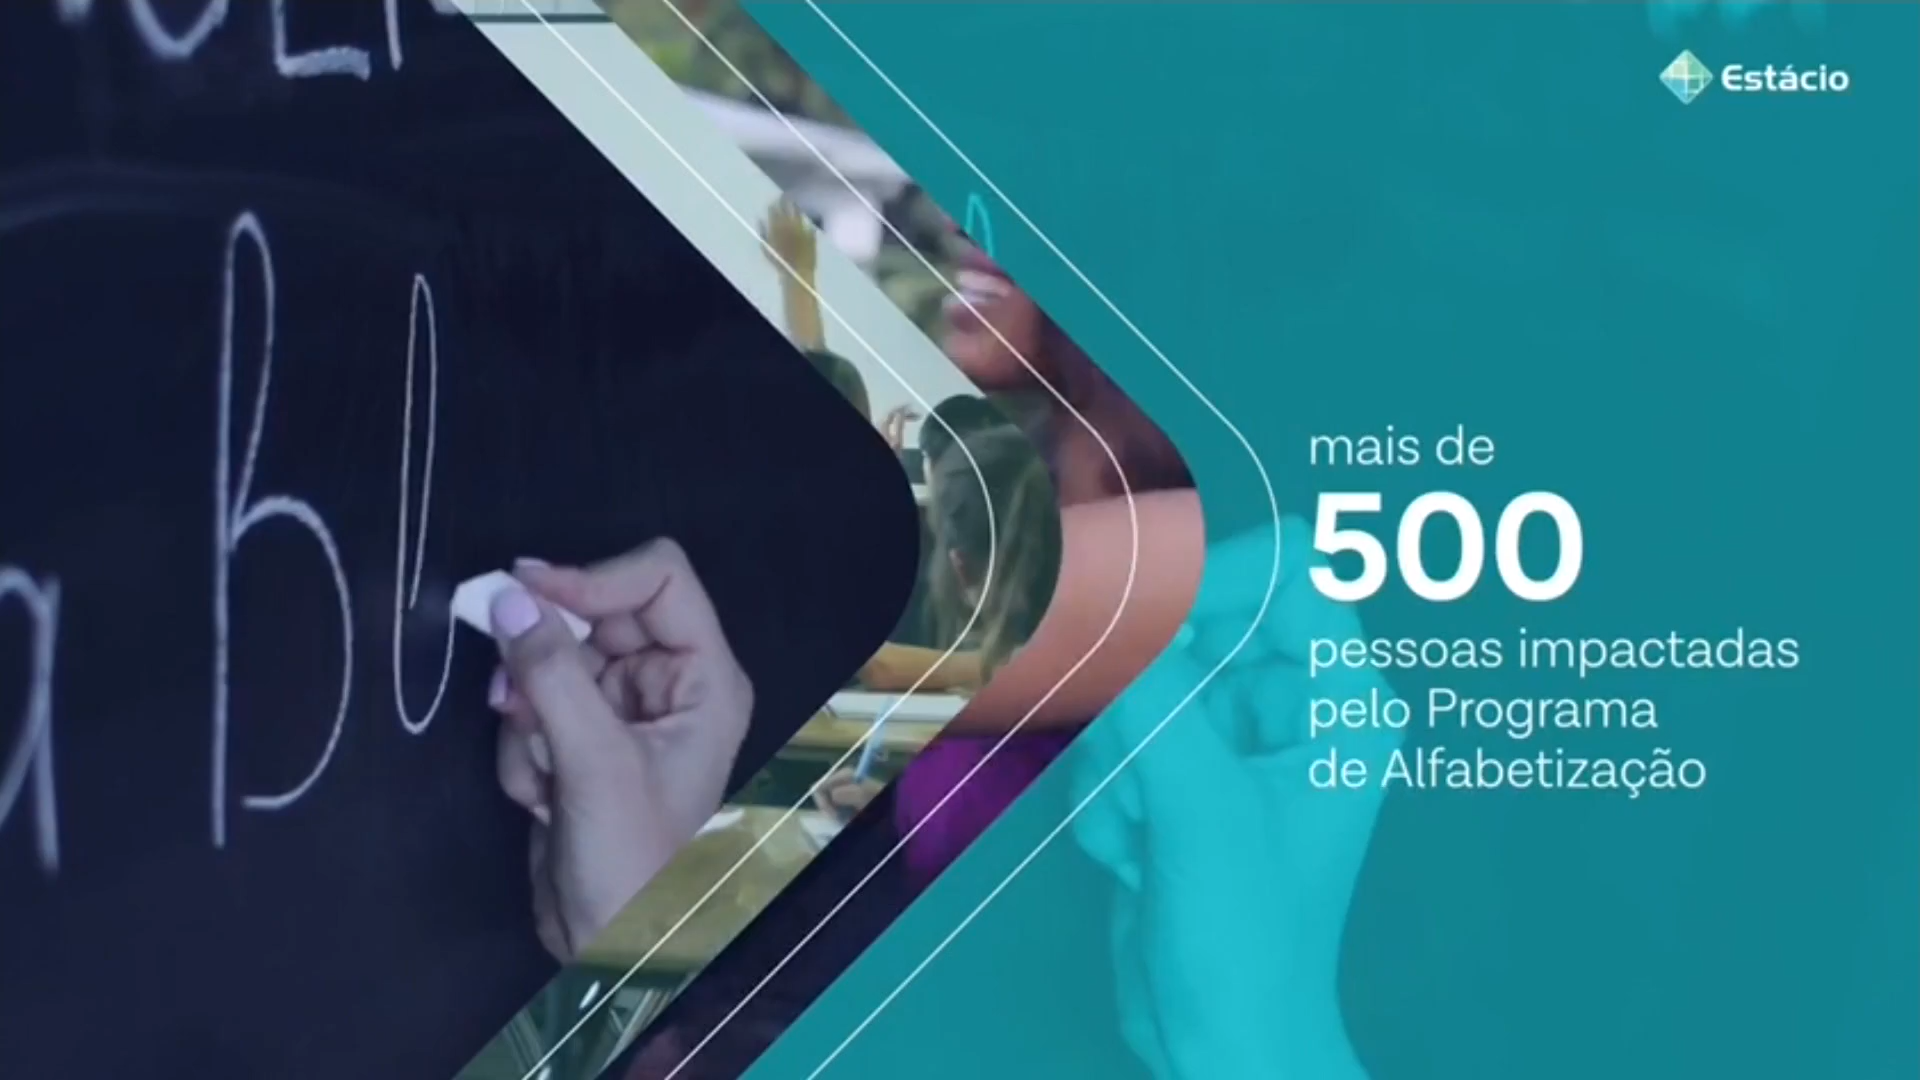 Estácio
a B l
mais de
500
pessoas impactadas
pelo Programa
de Alfabetização